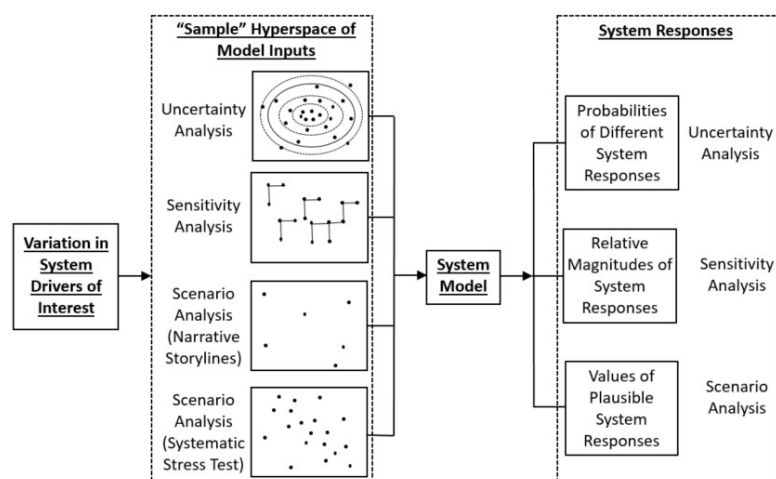 “Sample” Hyperspace of
Model Inputs
System Responses
Uncertainty
Analysis
Sensitivity
Analysis
Scenario
Analysis
(Narrative
Storylines)
Scenario
Analysis
(Systematic
Stress Test)
Variation in
System
Drivers of
Interest
System
Model
Probabilities
of Different
System
Responses
Uncertainty
Analysis
Relative
Magnitudes of
System
Responses
Sensitivity
Analysis
Values of
Plausible
System
Responses
Scenario
Analysis